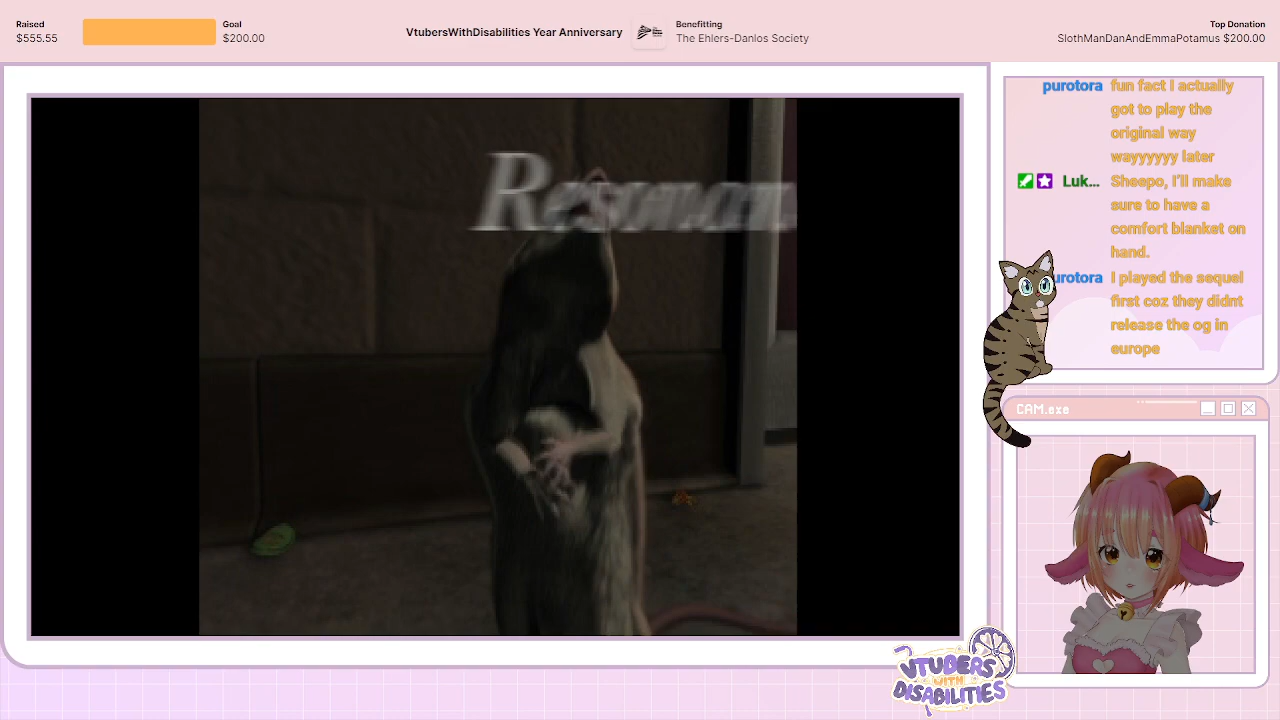 Raised
$555.55
Goal
$200.00
VtubersWithDisabilities Year Anniversary
Benefitting
The Ehlers-Danlos Society
Top Donation
SlothManDanAndEmmaPotamus $200.00
purotora fun fact I actually
got to play the
original way
wayyyyyy later
Luk... Sheepo, I'll make
sure to have a
comfort blanket on
hand.
urotora I played the sequel
first coz they didnt
release the og in
europe
CAM.exe
VTUBERS
WITH
DISABILITIES